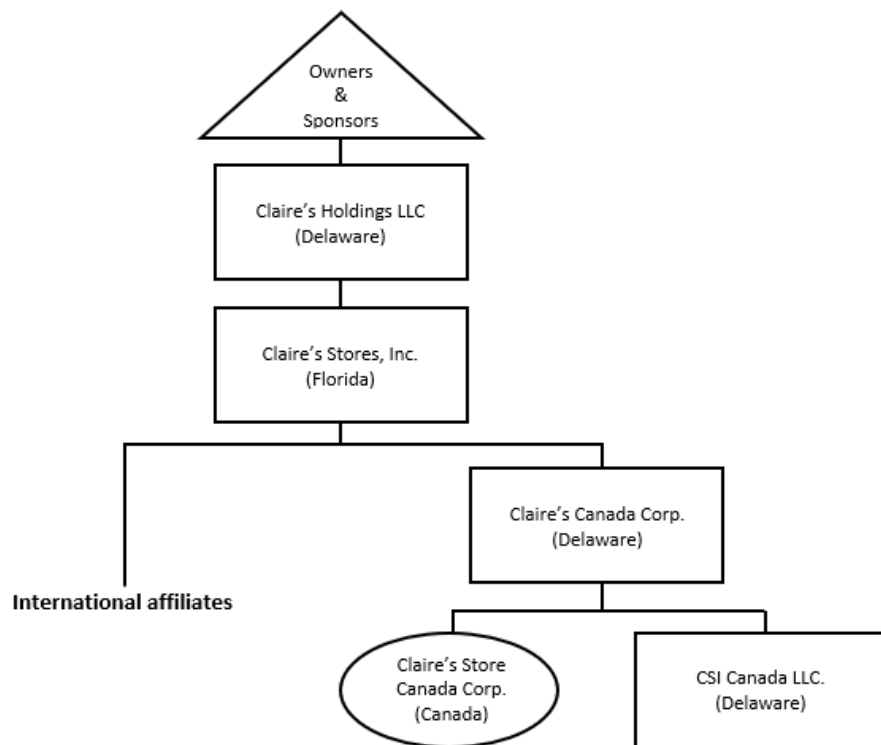 Owners
&
Sponsors
Claire’s Holdings LLC
(Delaware)
Claire’s Stores, Inc.
(Florida)
Claire’s Canada Corp.
(Delaware)
International affiliates
Claire’s Store
Canada Corp.
(Canada)
CSI Canada LLC.
(Delaware)